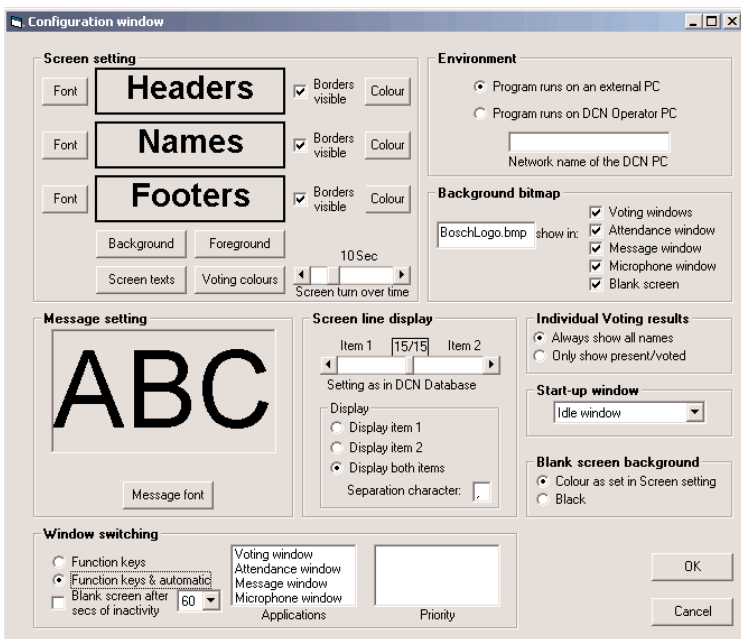 Configuration window
Screen setting
Font
Headers
Borders visible
Colour
Font
Names
Borders visible
Colour
Font
Footers
Borders visible
Colour
Background
Foreground
Screen texts
Voting colours
10 Sec
Screen turn over time
Environment
Program runs on an external PC
Program runs on DCN Operator PC
Network name of the DCN PC
Background bitmap
BoschLogo.bmp
show in:
Voting windows
Attendance window
Message window
Microphone window
Blank screen
Message setting
ABC
Message font
Screen line display
Item 1 15/15 Item 2
Setting as in DCN Database
Display
Display item 1
Display item 2
Display both items
Separation character: ,
Individual Voting results
Always show all names
Only show present/voted
Start-up window
Idle window
Blank screen background
Colour as set in Screen setting
Black
Window switching
Function keys
Function keys & automatic
Blank screen after
secs of inactivity
60
Voting window
Attendance window
Message window
Microphone window
Applications
Priority
OK
Cancel